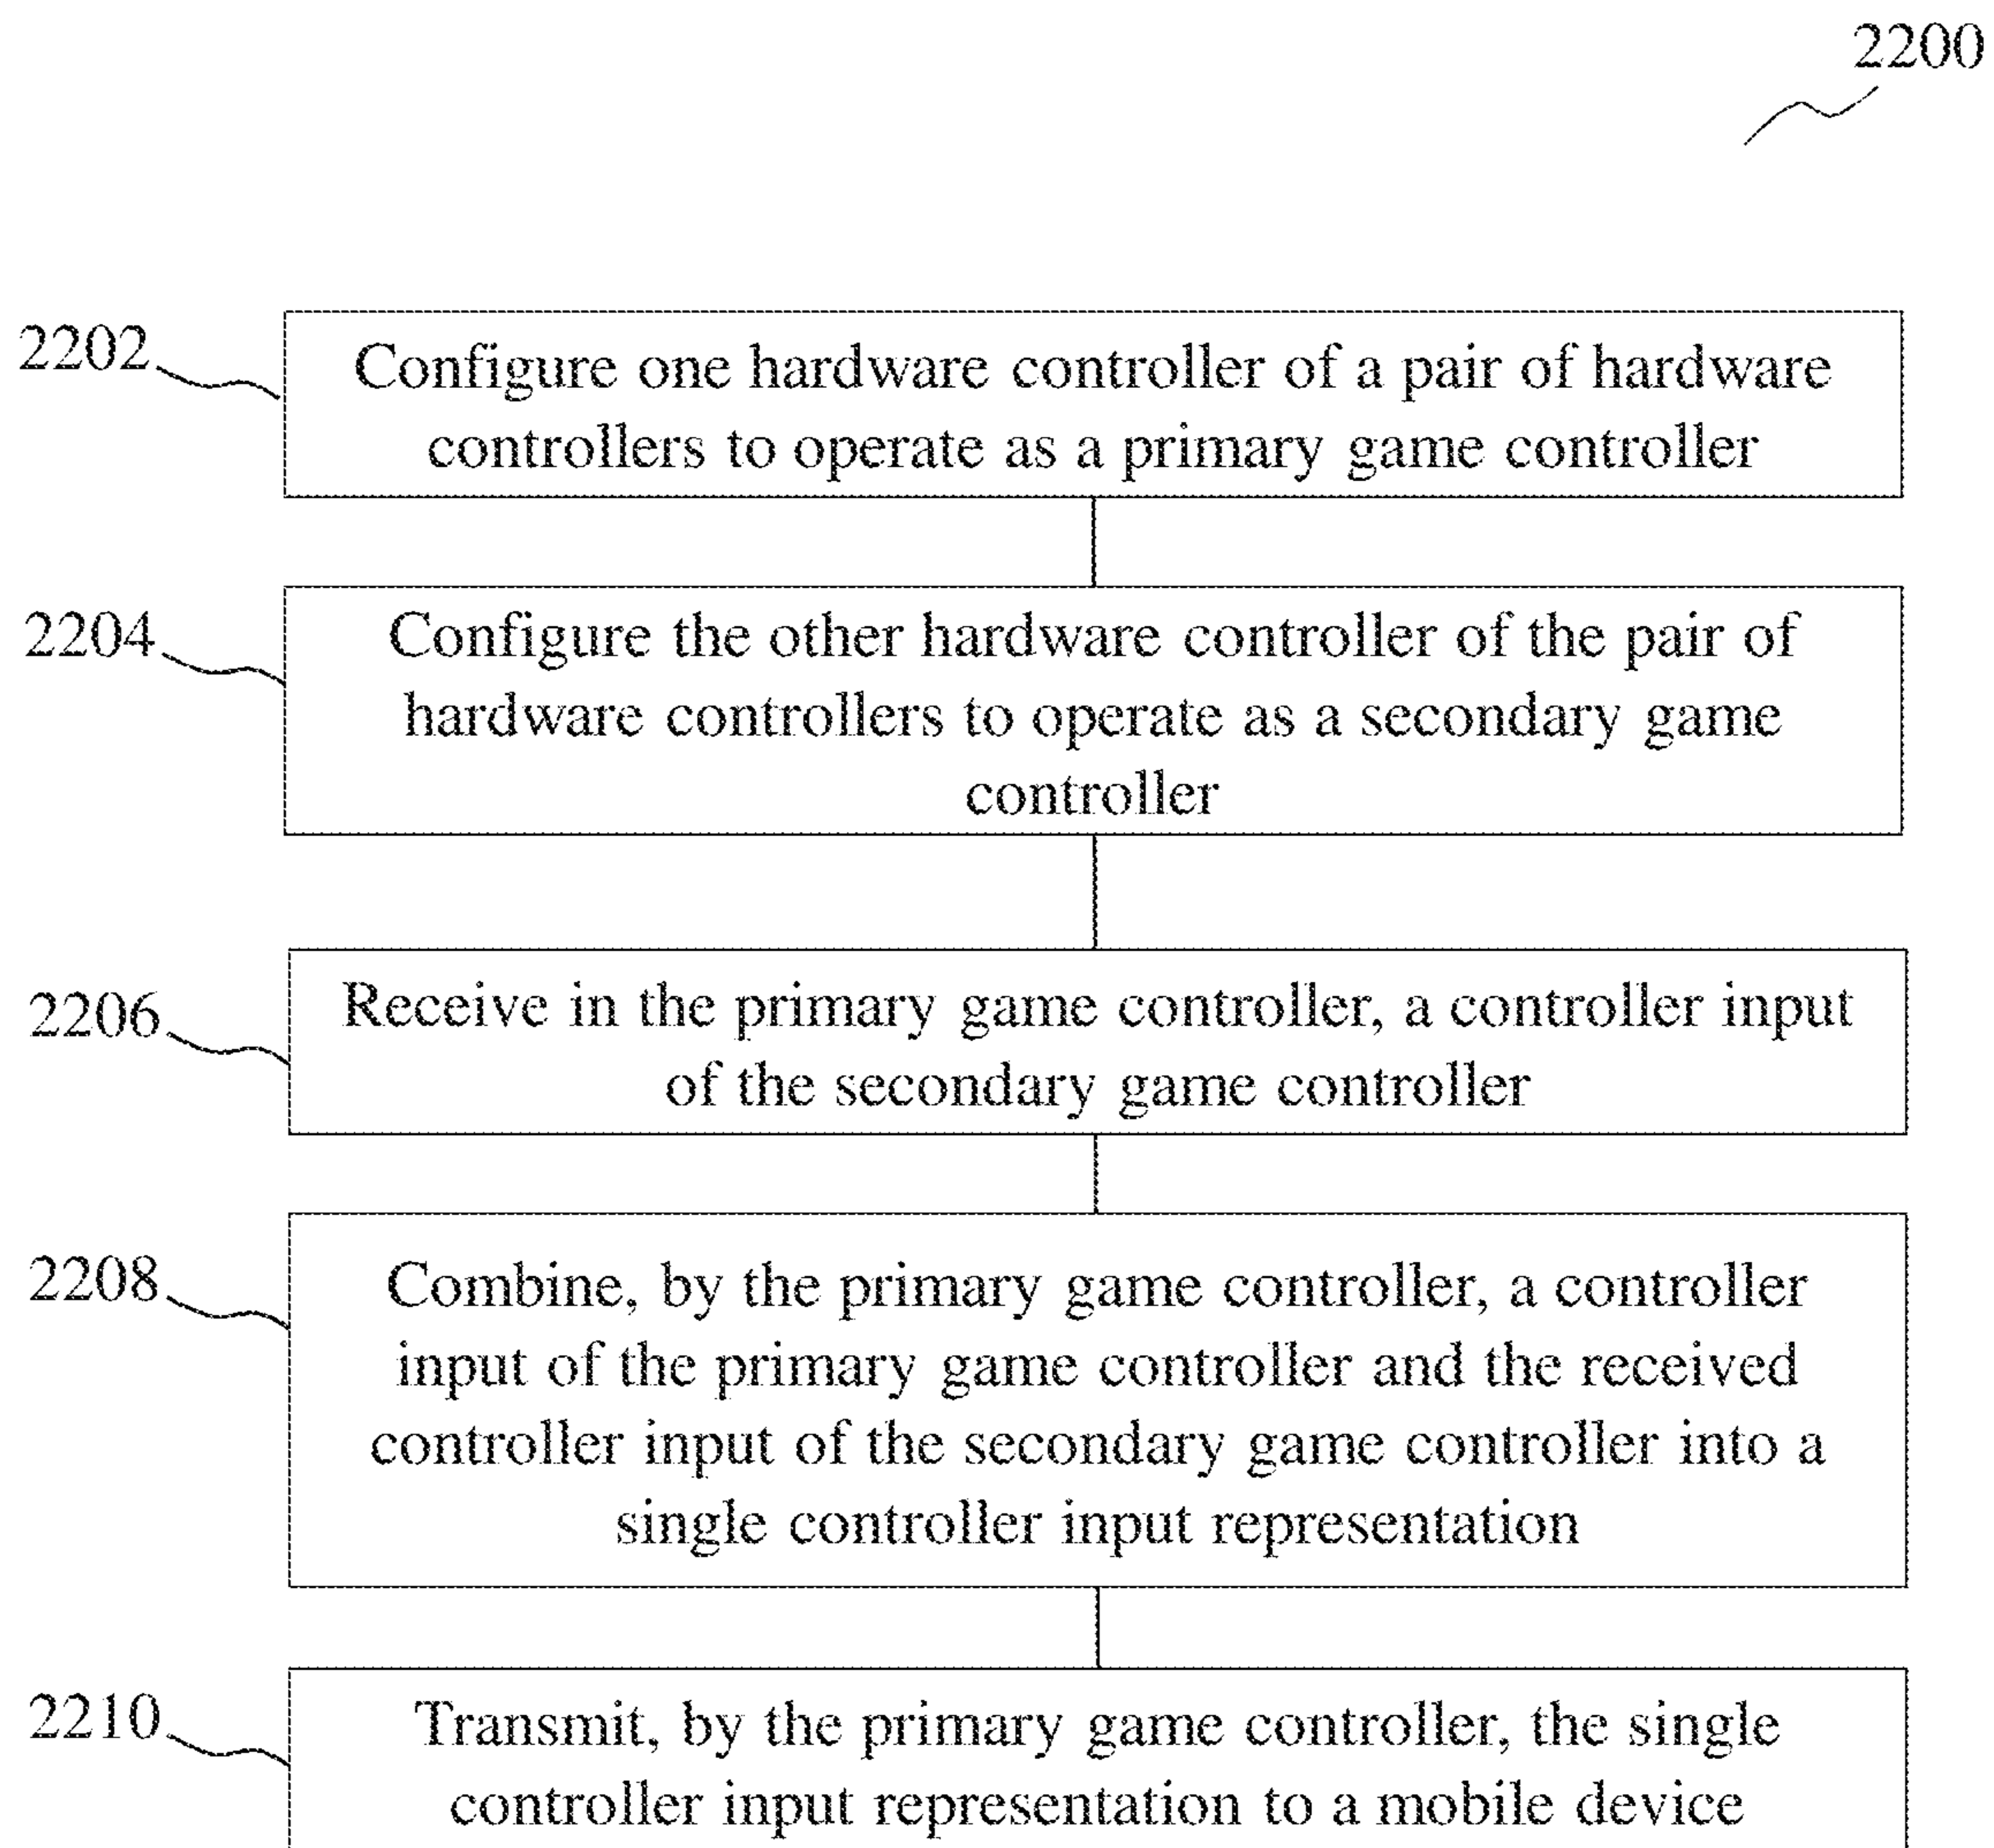 2200
2202
Configure one hardware controller of a pair of hardware
controllers to operate as a primary game controller
2204
Configure the other hardware controller of the pair of
hardware controllers to operate as a secondary game
controller
2206
Receive in the primary game controller, a controller input
of the secondary game controller
2208
Combine, by the primary game controller, a controller
input of the primary game controller and the received
controller input of the secondary game controller into a
single controller input representation
2210
Transmit, by the primary game controller, the single
controller input representation to a mobile device